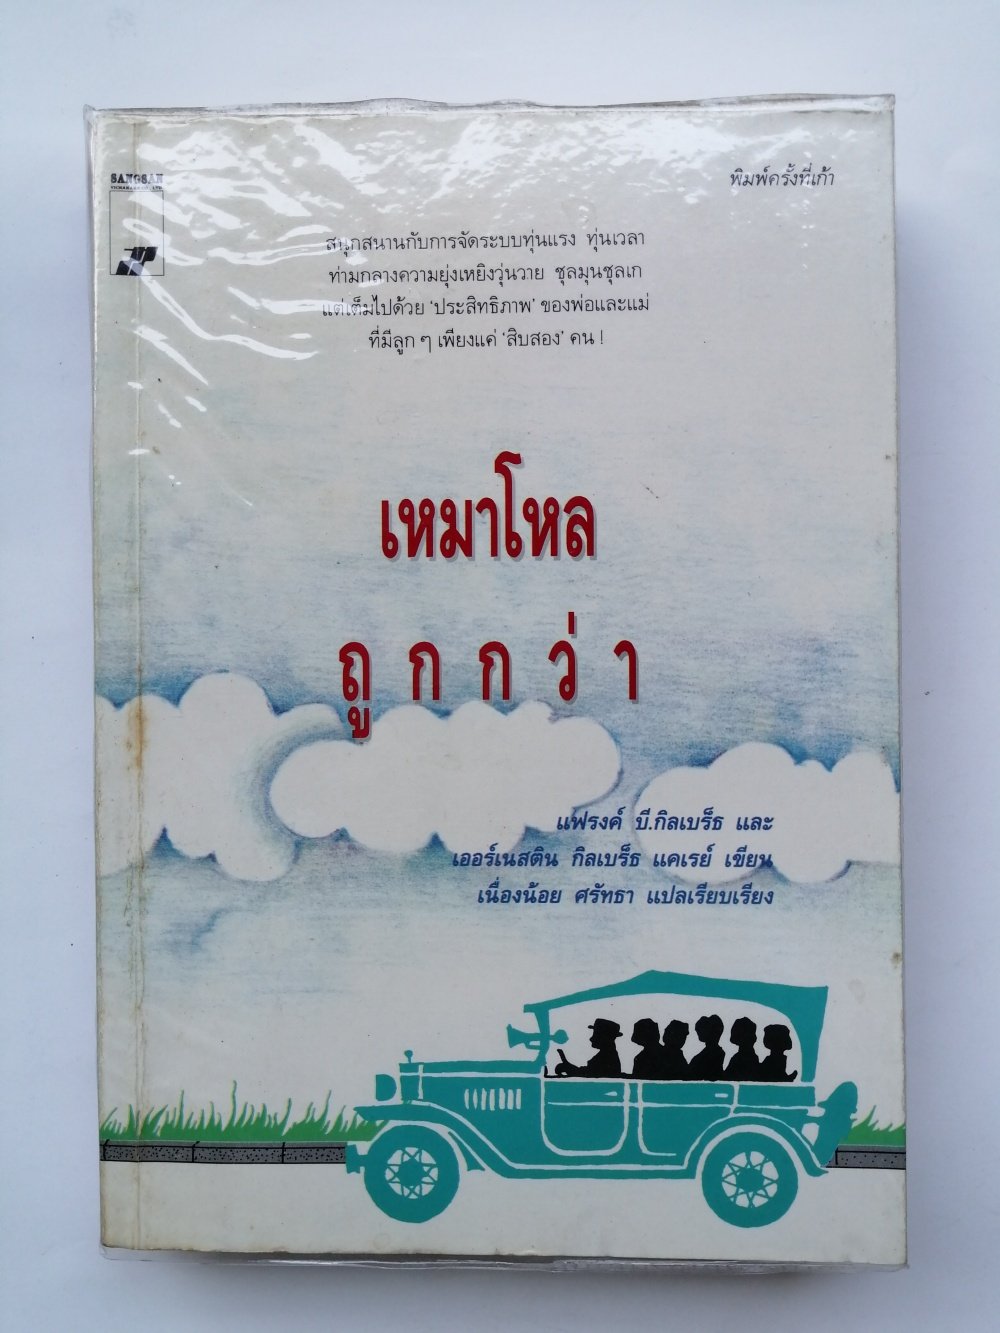 SANGSAN
พิมพ์ครั้งที่เก้า
สนุกสนานกับการจัดระบบทุ่นแรง ทุ่นเวลา
ท่ามกลางความยุ่งเหยิงวุ่นวาย ชุลมุนชุลเก
แต่เต็มไปด้วย ‘ประสิทธิภาพ’ ของพ่อและแม่
ที่มีลูก ๆ เพียงแค่ ‘สิบสอง’ คน !
เหมาโหล
ถูกกว่า
แฟรงค์ บี.กิลเบร็ธ และ
เออร์เนสติน กิลเบร็ธ แคเรย์ เขียน
เนื่องน้อย ศรัทธา แปลเรียบเรียง